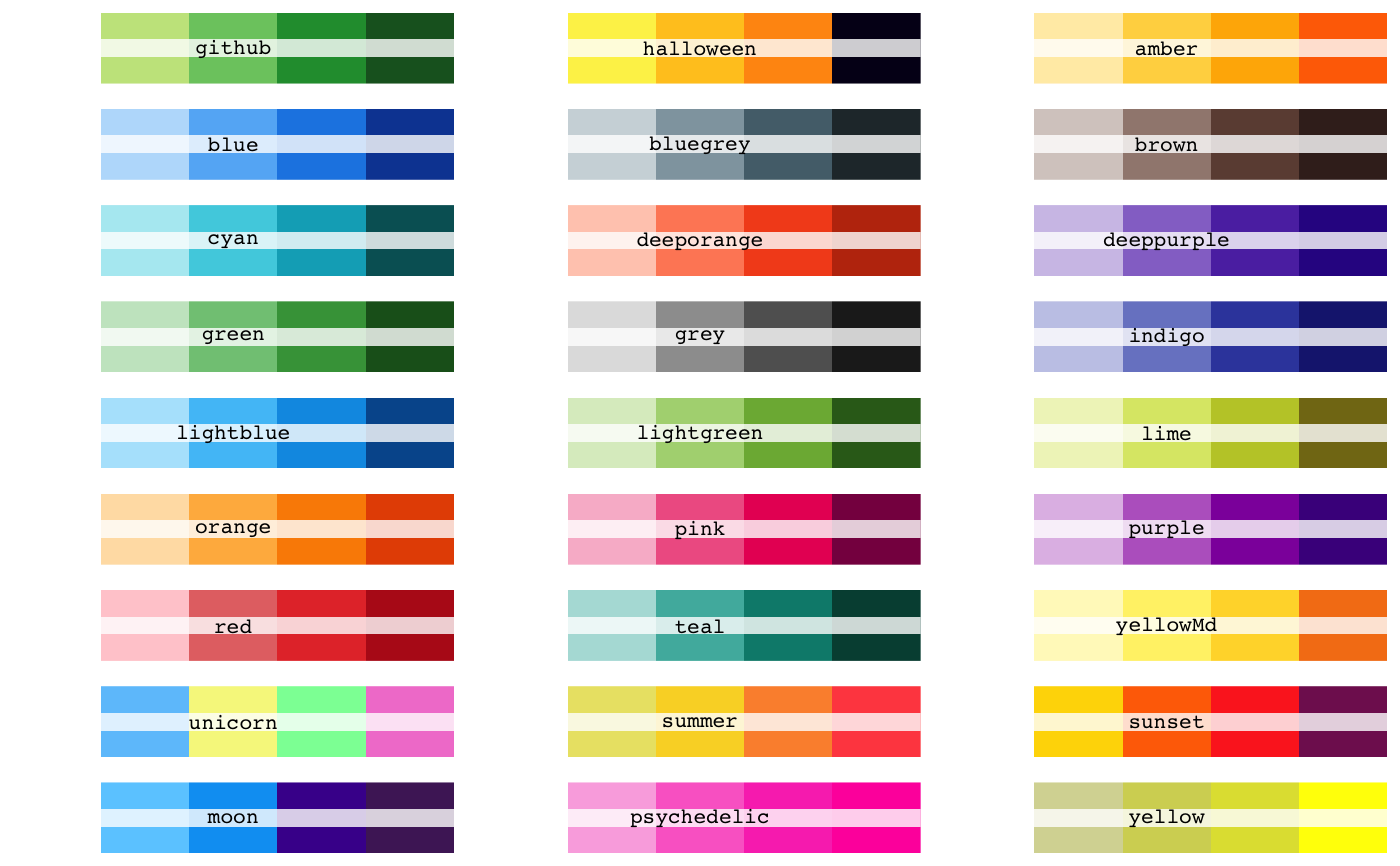 github
halloween
amber
blue
bluegrey
brown
cyan
deeporange
deeppurple
green
grey
indigo
lightblue
lightgreen
lime
orange
pink
purple
red
teal
yellowMd
unicorn
summer
sunset
moon
psychedelic
yellow